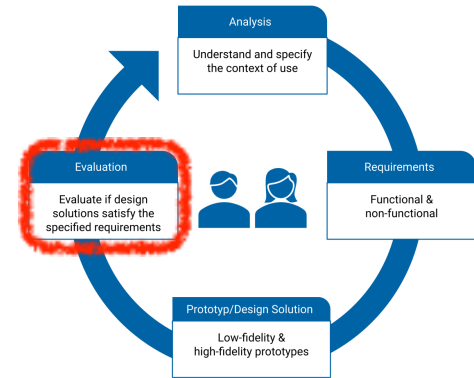 Analysis
Understand and specify
the context of use
Evaluation
Evaluate if design
solutions satisfy the
specified requirements
Requirements
Functional &
non-functional
Prototyp/Design Solution
Low-fidelity &
high-fidelity prototypes